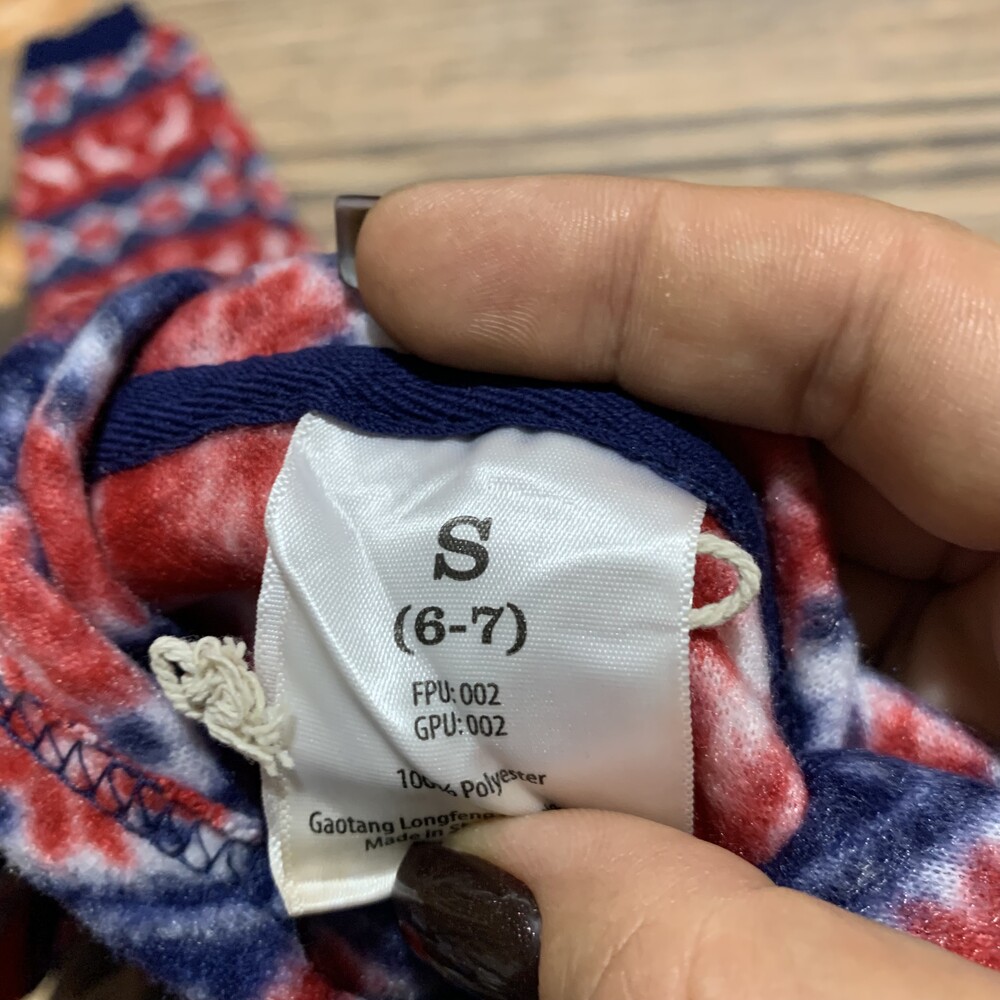 S
(6-7)
FPU: 002
GPU: 002
100% Polyester
Gaotang
Made in